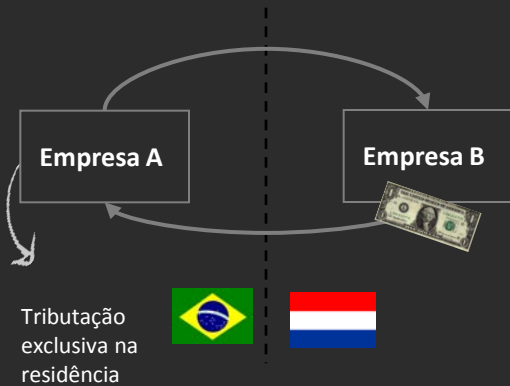 Empresa A
Empresa B
Tributação
exclusiva na
residência